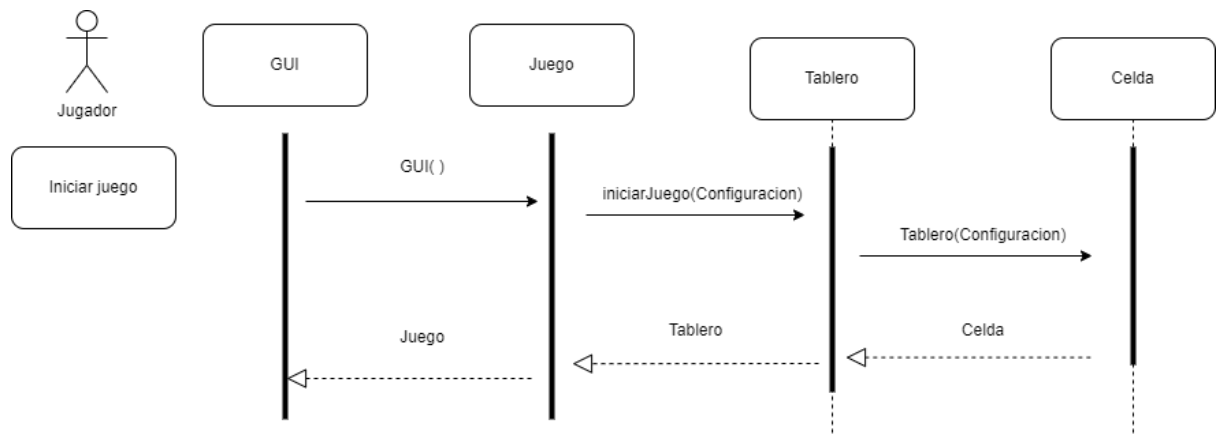 GUI
Juego
Tablero
Celda
Jugador
Iniciar juego
GUI( )
iniciarJuego(Configuracion)
Tablero(Configuracion)
Juego
Tablero
Celda